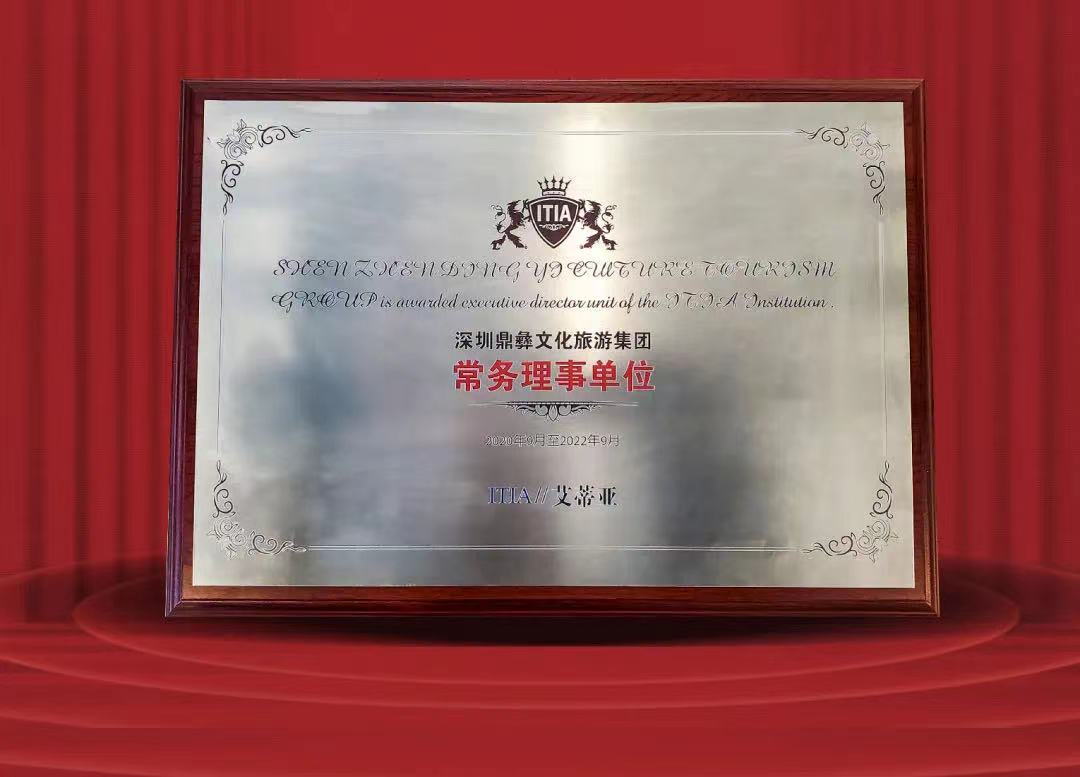 ITIA
SHEN ZHEN DING YI CULTURE TOURISM
GROUP is awarded executive director unit of the ITIA Institution .
深圳鼎彝文化旅游集团
常务理事单位
2020年9月至2022年9月
ITIA // 艾蒂亚